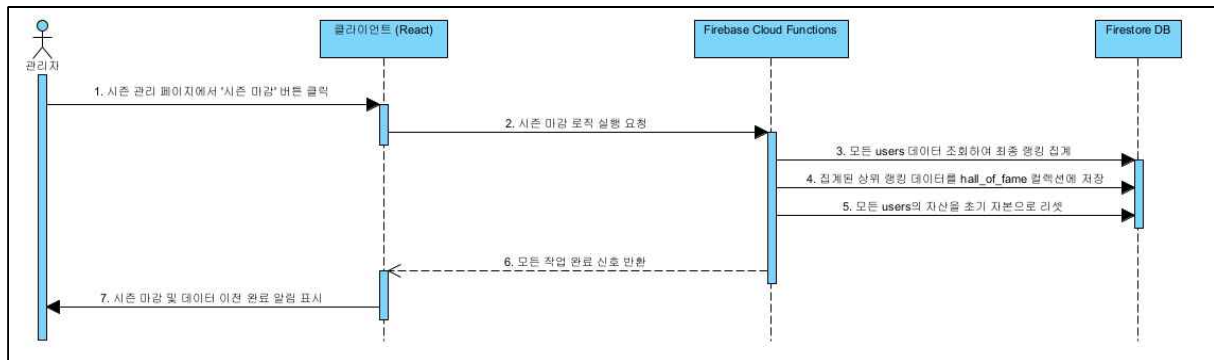 클라이언트 (React)
Firebase Cloud Functions
Firestore DB
관리자
1. 시즌 관리 페이지에서 '시즌 마감' 버튼 클릭
2. 시즌 마감 로직 실행 요청
3. 모든 users 데이터 조회하여 최종 랭킹 집계
4. 집계된 상위 랭킹 데이터를 hall_of_fame 컬렉션에 저장
5. 모든 users의 자산을 초기 자본으로 리셋
6. 모든 작업 완료 신호 반환
7. 시즌 마감 및 데이터 이전 완료 알림 표시